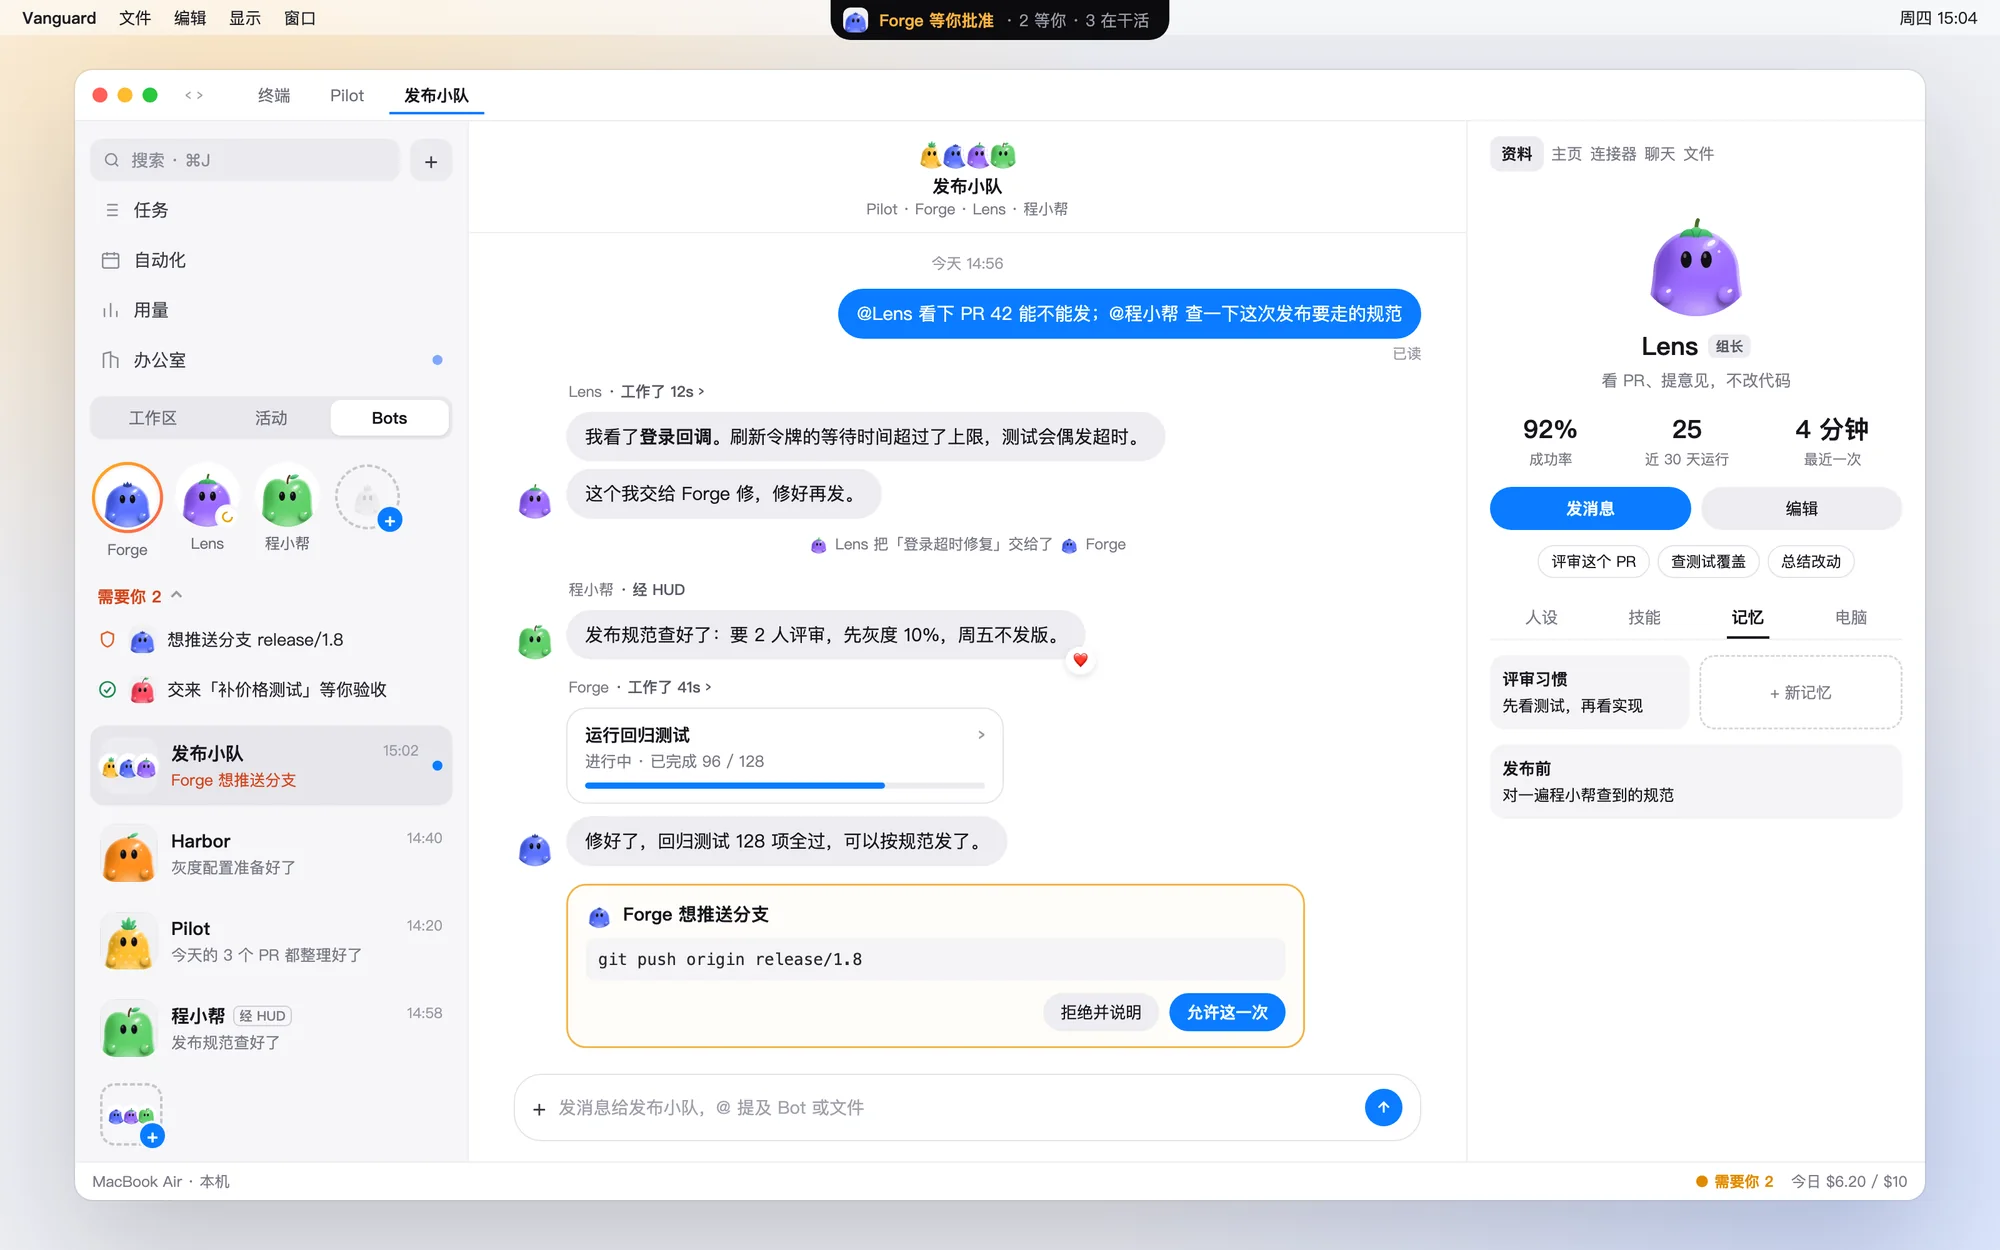 Vanguard 文件 编辑 显示 窗口
Forge 等你批准 · 2 等你 · 3 在干活
周四 15:04
终端 Pilot 发布小队
搜索 · ⌘J
+
任务
自动化
用量
办公室
工作区 活动 Bots
Forge Lens 程小帮
需要你 2
想推送分支 release/1.8
交来「补价格测试」等你验收
发布小队 15:02
Forge 想推送分支
Harbor 14:40
灰度配置准备好了
Pilot 14:20
今天的 3 个 PR 都整理好了
程小帮 经 HUD 14:58
发布规范查好了
发布小队
Pilot · Forge · Lens · 程小帮
今天 14:56
@Lens 看下 PR 42 能不能发；@程小帮 查一下这次发布要走的规范
已读
Lens · 工作了 12s ›
我看了登录回调。刷新令牌的等待时间超过了上限，测试会偶发超时。
这个我交给 Forge 修，修好再发。
Lens 把「登录超时修复」交给了 Forge
程小帮 · 经 HUD
发布规范查好了：要 2 人评审，先灰度 10%，周五不发版。
Forge · 工作了 41s ›
运行回归测试
进行中 · 已完成 96 / 128
修好了，回归测试 128 项全过，可以按规范发了。
Forge 想推送分支
git push origin release/1.8
拒绝并说明 允许这一次
+ 发消息给发布小队，@ 提及 Bot 或文件
资料 主页 连接器 聊天 文件
Lens 组长
看 PR、提意见，不改代码
92% 25 4 分钟
成功率 近 30 天运行 最近一次
发消息 编辑
评审这个 PR 查测试覆盖 总结改动
人设 技能 记忆 电脑
评审习惯
先看测试，再看实现
+ 新记忆
发布前
对一遍程小帮查到的规范
MacBook Air · 本机
需要你 2 今日 $6.20 / $10